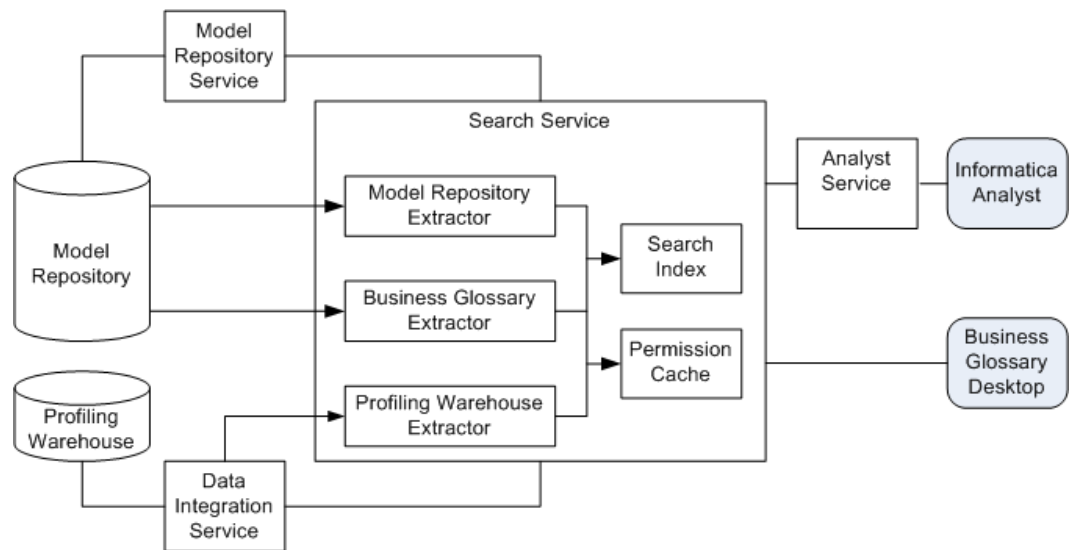 Model
Repository
Service
Search Service
Model
Repository
Model Repository
Extractor
Business Glossary
Extractor
Profiling Warehouse
Extractor
Search
Index
Permission
Cache
Analyst
Service
Informatica
Analyst
Business
Glossary
Desktop
Profiling
Warehouse
Data
Integration
Service